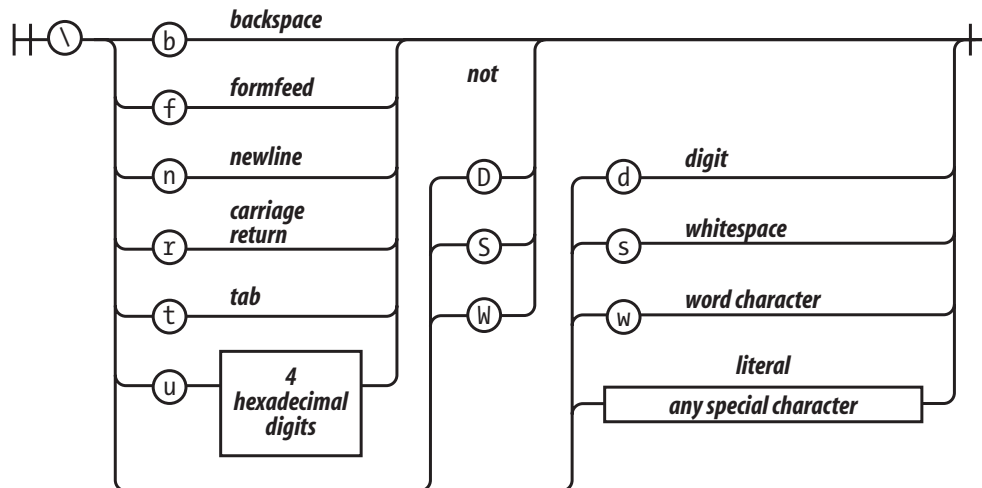 \
b backspace
f formfeed
n newline
r carriage
return
t tab
u 4
hexadecimal
digits
not
D
S
W
d digit
s whitespace
w word character
literal
any special character